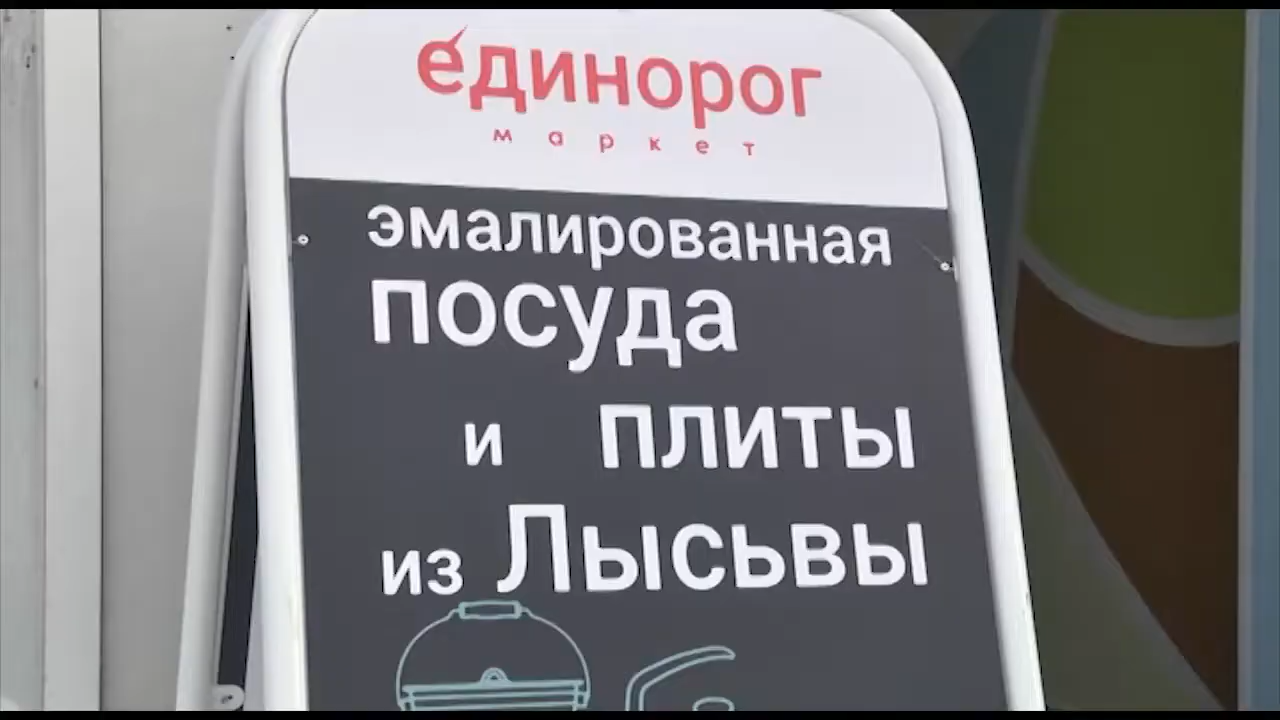 единорог
маркет
эмалированная
посуда
и плиты
из Лысьвы